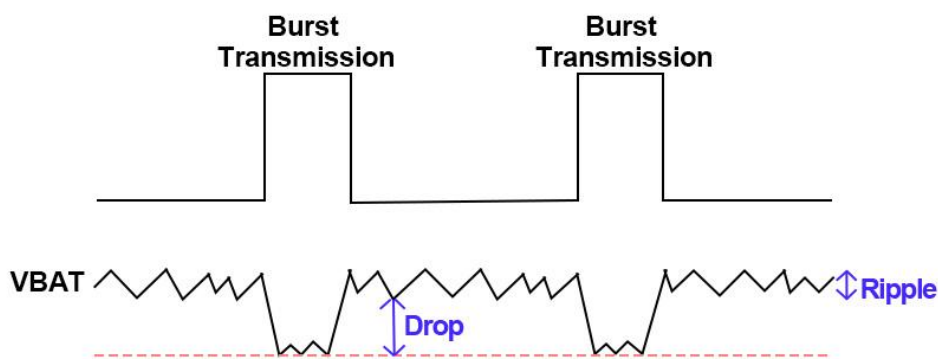 Burst
Transmission
Burst
Transmission
VBAT
Ripple
Drop